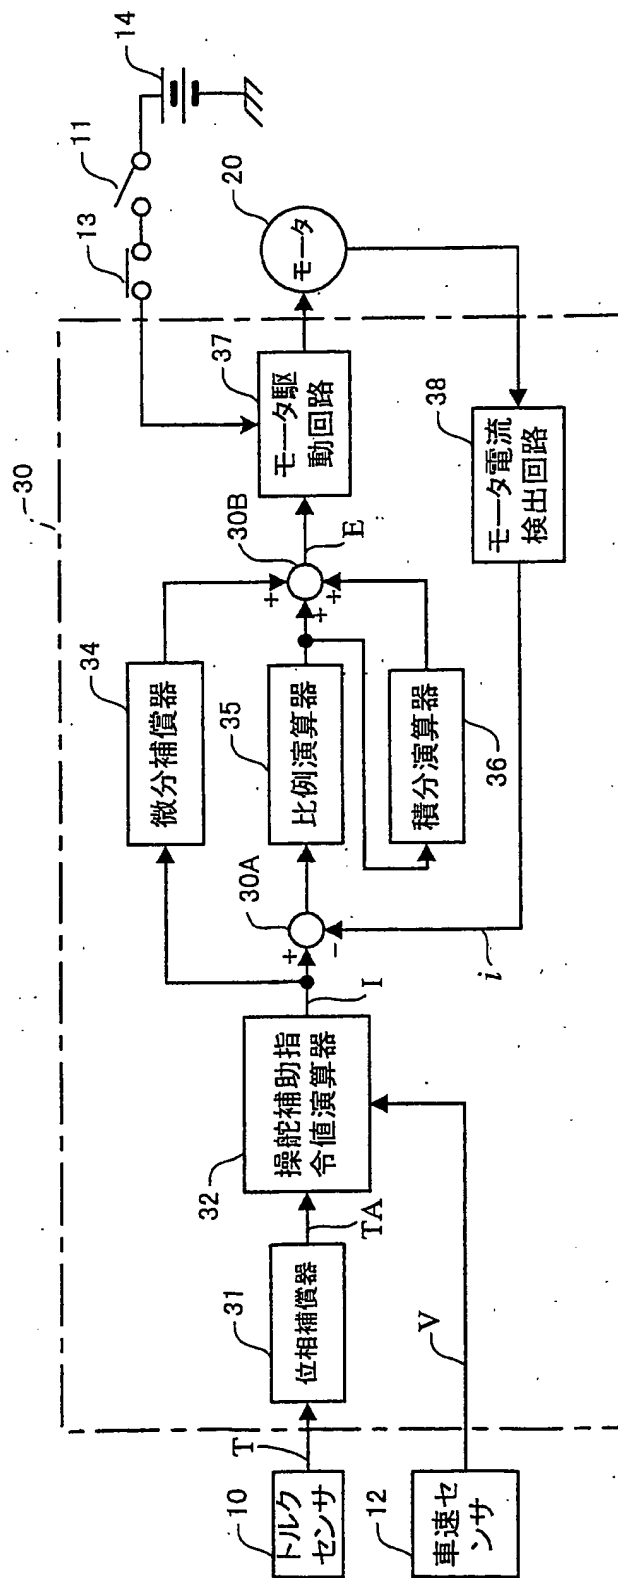 30
14
11
13
20
モータ
37
モータ駆
動回路
38
モータ電流
検出回路
30B
E
+
+
+
34
微分補償器
35
比例演算器
36
積分演算器
30A
+
-
I
i
32
操舵補助指
令値演算器
TA
31
位相補償器
V
T
10
トルク
センサ
12
車速セ
ンサ